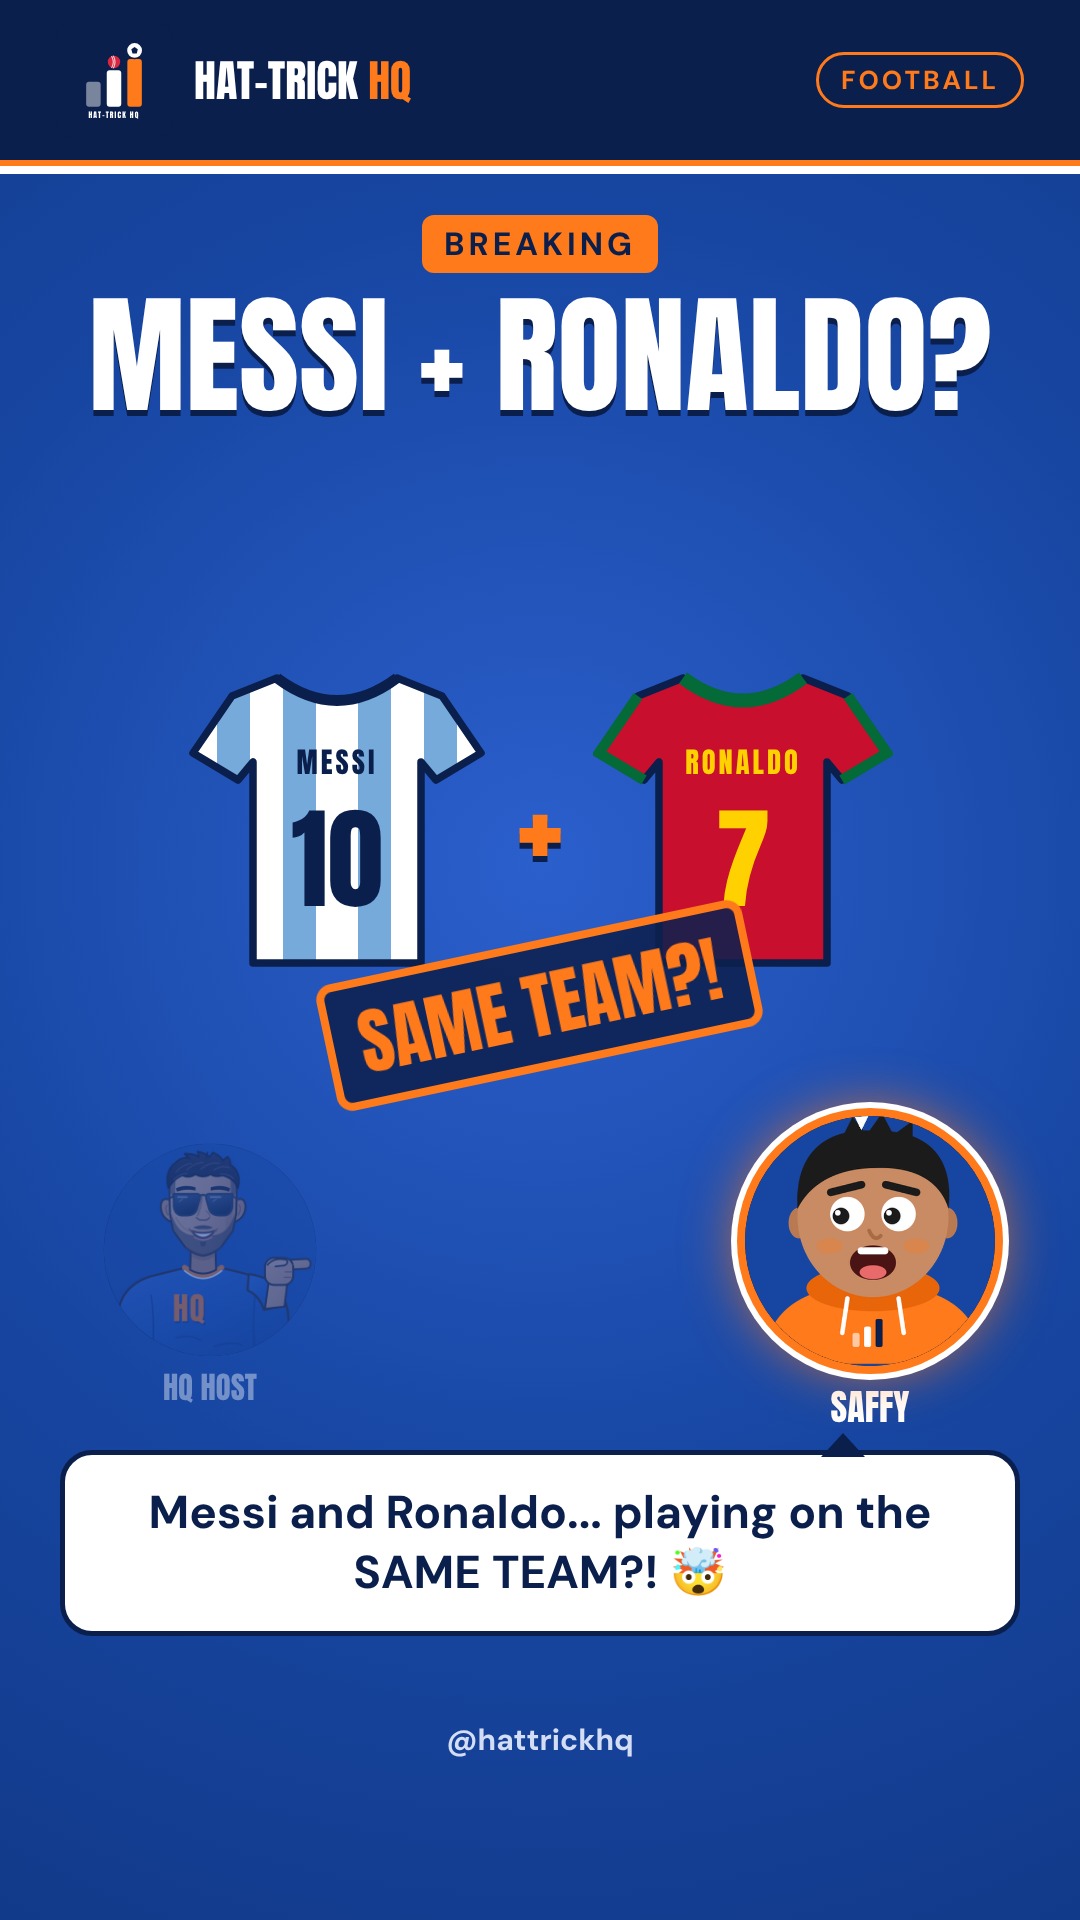 HAT-TRICK HQ
HAT-TRICK HQ
FOOTBALL
BREAKING
MESSI + RONALDO?
MESSI
10
+
RONALDO
7
SAME TEAM?!
HQ
HQ HOST
SAFFY
Messi and Ronaldo... playing on the
SAME TEAM?! 🤯
@hattrickhq